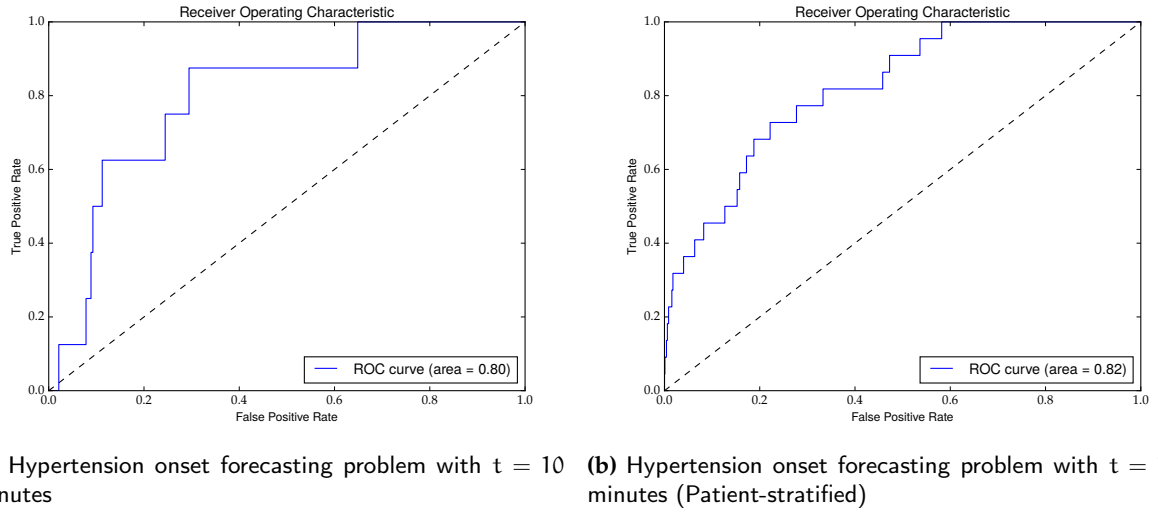 Receiver Operating Characteristic
1.0
0.8
0.6
0.4
0.2
0.0
True Positive Rate
0.0 0.2 0.4 0.6 0.8 1.0
False Positive Rate
ROC curve (area = 0.80)
Receiver Operating Characteristic
1.0
0.8
0.6
0.4
0.2
0.0
True Positive Rate
0.0 0.2 0.4 0.6 0.8 1.0
False Positive Rate
ROC curve (area = 0.82)
Hypertension onset forecasting problem with t = 10
nutes
(b) Hypertension onset forecasting problem with t =
minutes (Patient-stratified)